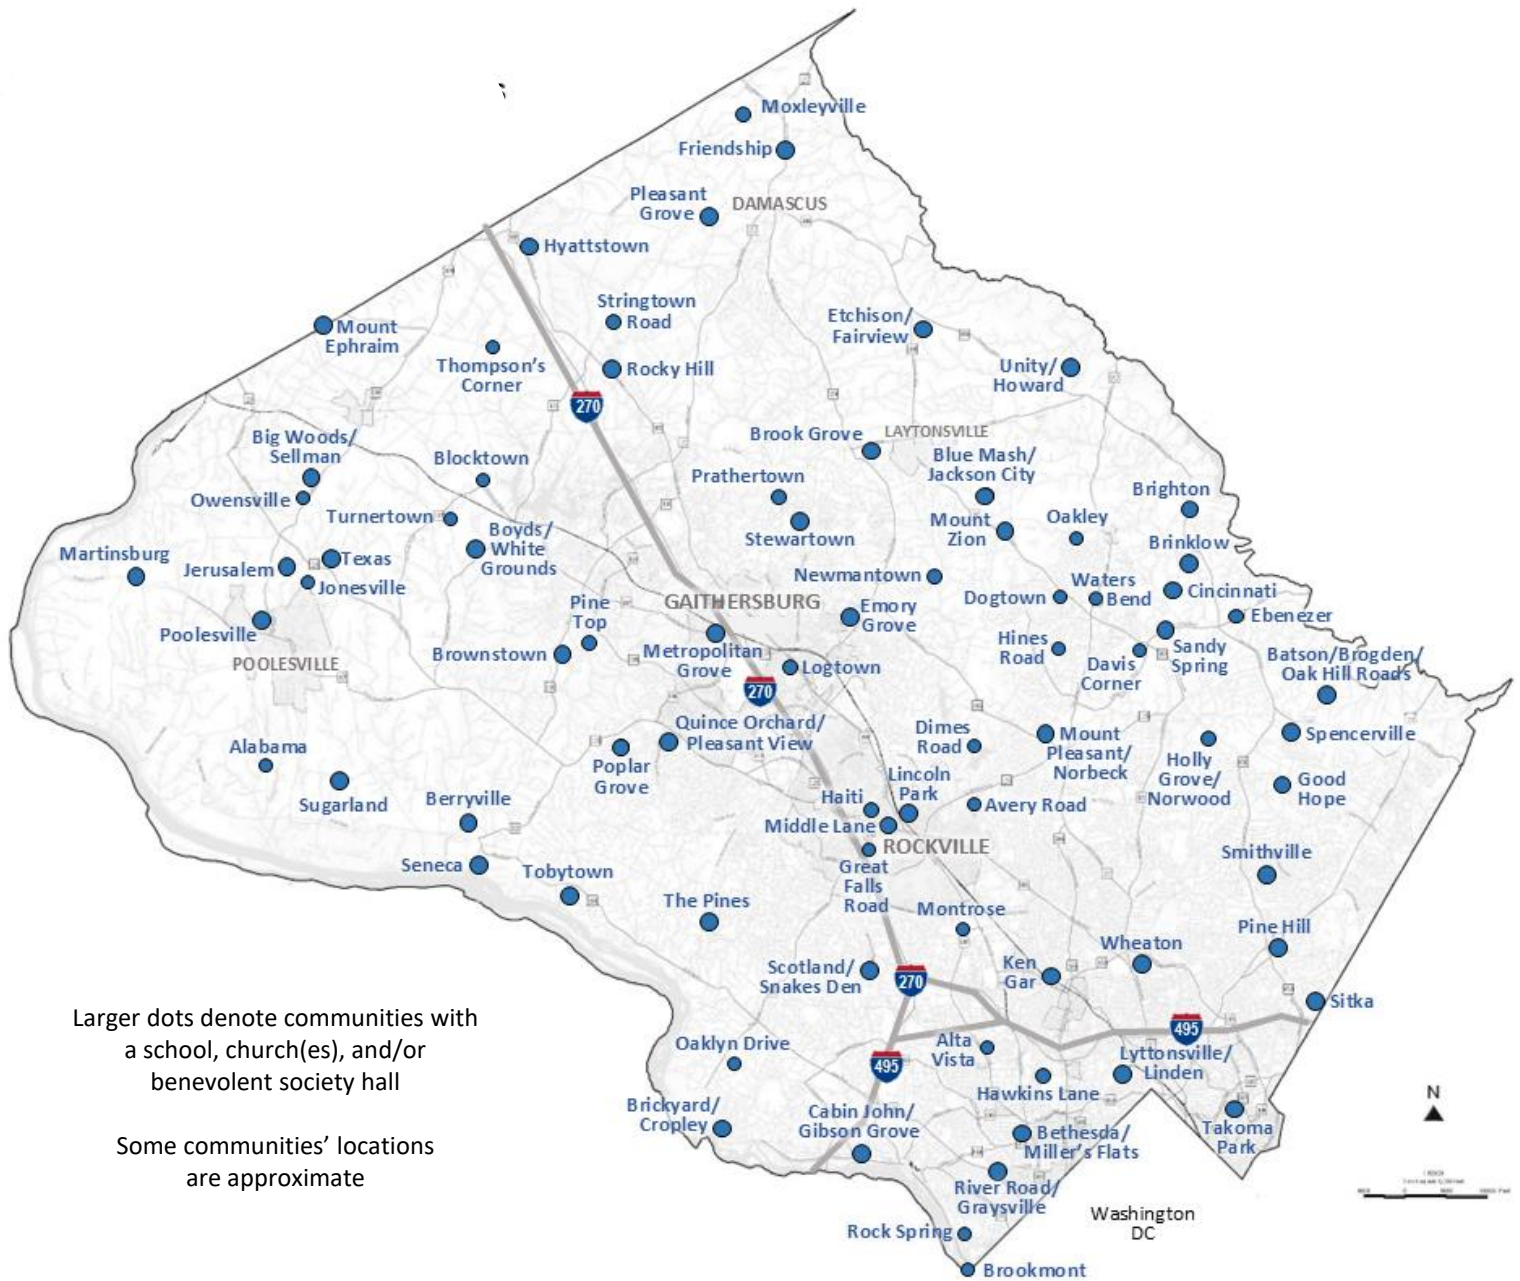 Moxleyville
Friendship
Pleasant
Grove
DAMASCUS
Hyattstown
Stringtown
Road
Mount
Ephraim
Etchison/
Fairview
Thompson's
Corner
Rocky Hill
Unity/
Howard
270
Big Woods/
Sellman
Brook Grove
LAYTONSVILLE
Blocktown
Blue Mash/
Jackson City
Owensville
Prathertown
Brighton
Turnertown
Mount
Zion
Oakley
Boyds/
White
Grounds
Stewartown
Brinklow
Martinsburg
Jerusalem
Texas
Jonesville
Newmantown
Waters
Bend
Dogtown
Cincinnati
Pine
Top
GAITHERSBURG
Emory
Grove
Ebenezer
Poolesville
Hines
Road
Davis
Corner
Sandy
Spring
POOLESVILLE
Brownstown
Metropolitan
Grove
Logtown
Batson/Brogden/
Oak Hill Roads
270
Quince Orchard/
Pleasant View
Dimes
Road
Mount
Pleasant/
Norbeck
Spencerville
Alabama
Poplar
Grove
Holly
Grove/
Norwood
Sugarland
Lincoln
Park
Good
Hope
Berryville
Haiti
Avery Road
Middle Lane
ROCKVILLE
Seneca
Tobytown
Great
Falls
Road
Smithville
The Pines
Montrose
Pine Hill
Wheaton
Scotland/
Snakes Den
270
Ken
Gar
Sitka
Larger dots denote communities with
a school, church(es), and/or
benevolent society hall
495
Oaklyn Drive
Alta
Vista
495
Lyttonsville/
Linden
Hawkins Lane
N
Brickyard/
Cropley
Cabin John/
Gibson Grove
Takoma
Park
Some communities' locations
are approximate
Bethesda/
Miller's Flats
River Road/
Graysville
Washington
DC
Rock Spring
Brookmont